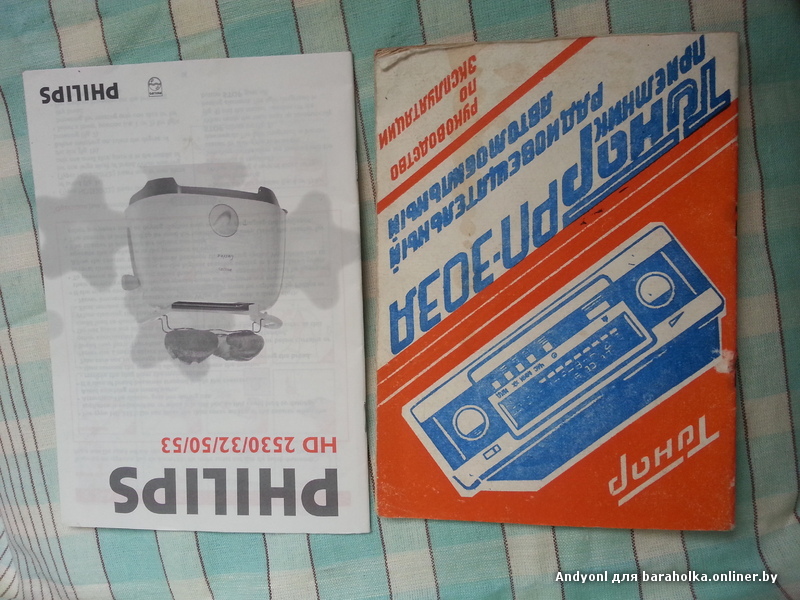 PHILIPS
HD 2530/32/50/53
PHILIPS
Тонар
РП-303А
ПРИЕМНИК
РАДИОВЕЩАТЕЛЬНЫЙ
АВТОМОБИЛЬНЫЙ
РУКОВОДСТВО
ПО
ЭКСПЛУАТАЦИИ
Тонар
Andyonl для baraholka.onliner.by